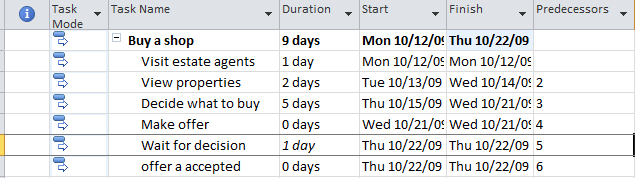 Task Mode Task Name Duration Start Finish Predecessors
Buy a shop 9 days Mon 10/12/09 Thu 10/22/09
Visit estate agents 1 day Mon 10/12/09 Mon 10/12/09
View properties 2 days Tue 10/13/09 Wed 10/14/09 2
Decide what to buy 5 days Thu 10/15/09 Wed 10/21/09 3
Make offer 0 days Wed 10/21/09 Wed 10/21/09 4
Wait for decision 1 day Thu 10/22/09 Thu 10/22/09 5
offer a accepted 0 days Thu 10/22/09 Thu 10/22/09 6